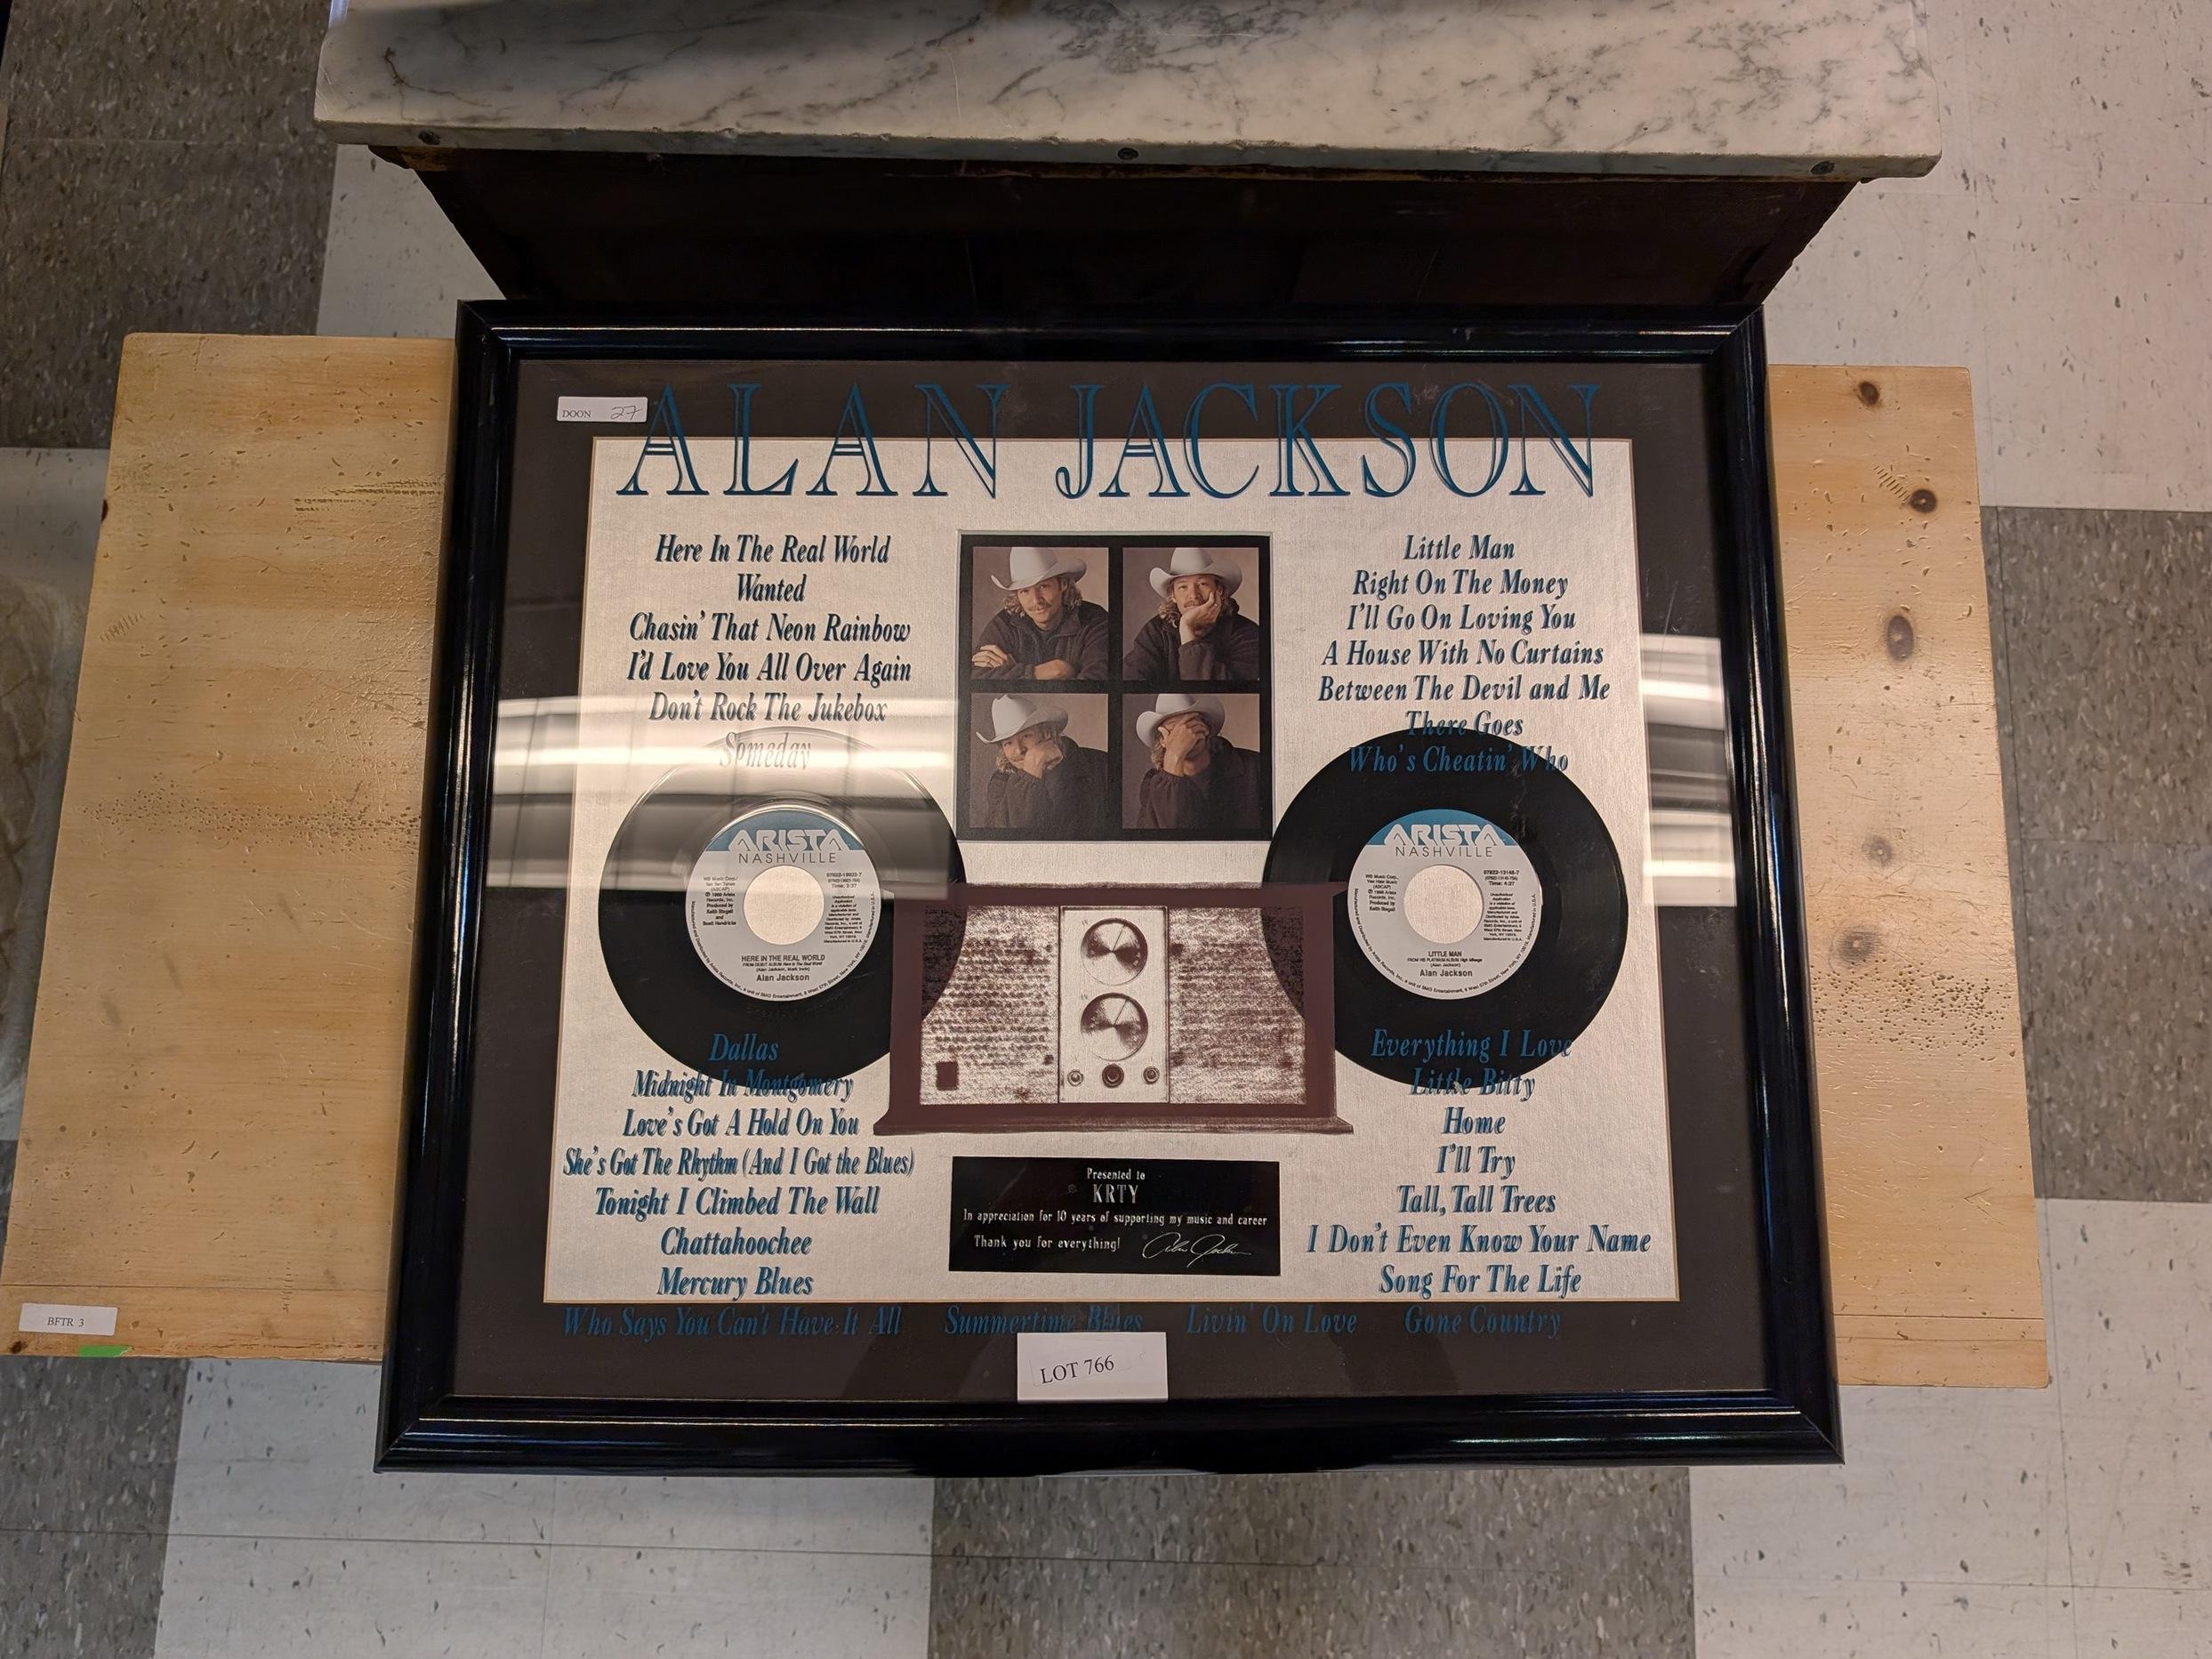 DOON 27
ALAN JACKSON
Here In The Real World
Wanted
Chasin' That Neon Rainbow
I'd Love You All Over Again
Don't Rock The Jukebox
Someday
Little Man
Right On The Money
I'll Go On Loving You
A House With No Curtains
Between The Devil and Me
There Goes
Who's Cheatin' Who
ARISTA
NASHVILLE
HERE IN THE REAL WORLD
Alan Jackson
ARISTA
NASHVILLE
Time: 4:27
LITTLE MAN
Alan Jackson
Dallas
Midnight In Montgomery
Love's Got A Hold On You
She's Got The Rhythm (And I Got the Blues)
Tonight I Climbed The Wall
Chattahoochee
Mercury Blues
Presented to
KRTY
In appreciation for 10 years of supporting my music and career
Thank you for everything! Alan Jackson
Everything I Love
Little Bitty
Home
I'll Try
Tall, Tall Trees
I Don't Even Know Your Name
Song For The Life
Who Says You Can't Have It All Summertime Blues Livin' On Love Gone Country
LOT 766
BFTR 3